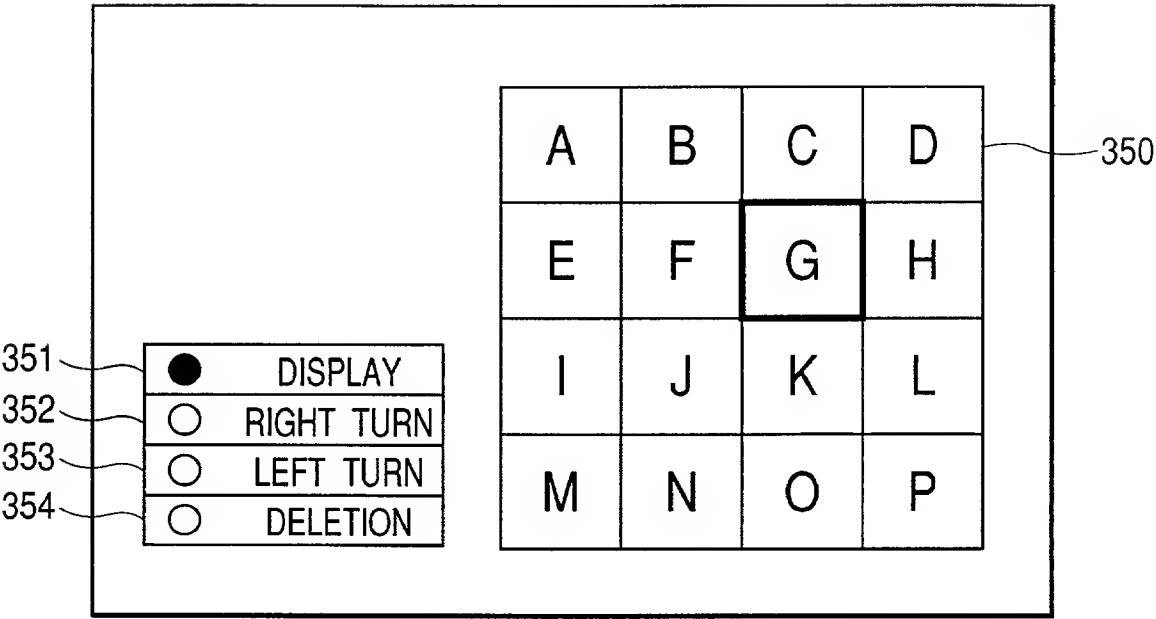 A B C D
350
E F G H
351 DISPLAY
I J K L
352 RIGHT TURN
353 LEFT TURN
M N O P
354 DELETION